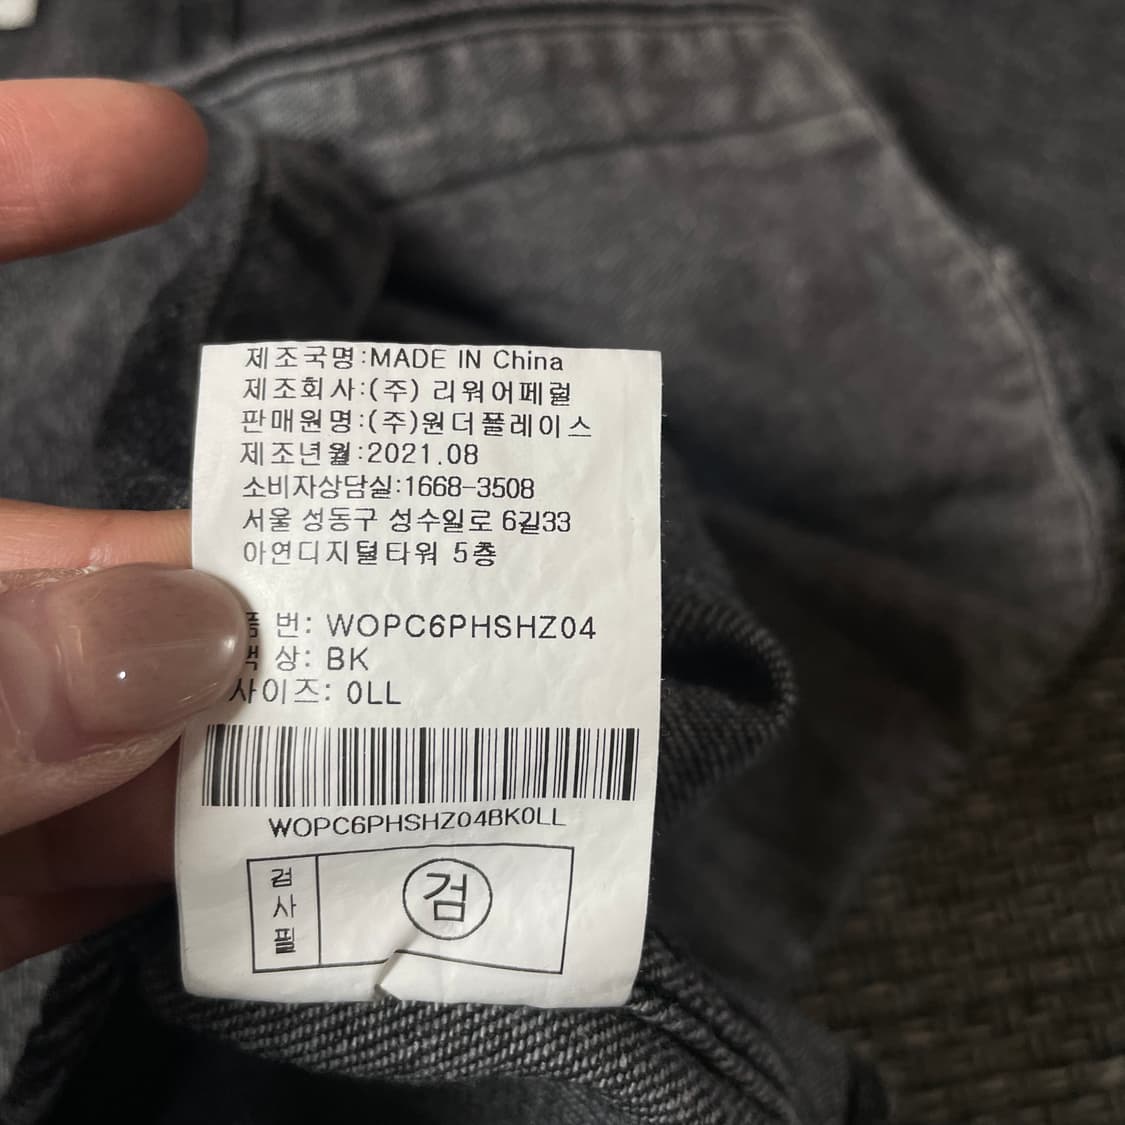 제조국명:MADE IN China
제조회사:(주) 리워어페럴
판매원명:(주)원더플레이스
제조년월:2021.08
소비자상담실:1668-3508
서울 성동구 성수일로 6길33
아연디지털타워 5층
품 번: WOPC6PHSHZ04
색 상: BK
사이즈: 0LL
WOPC6PHSHZ04BK0LL
검사필
검